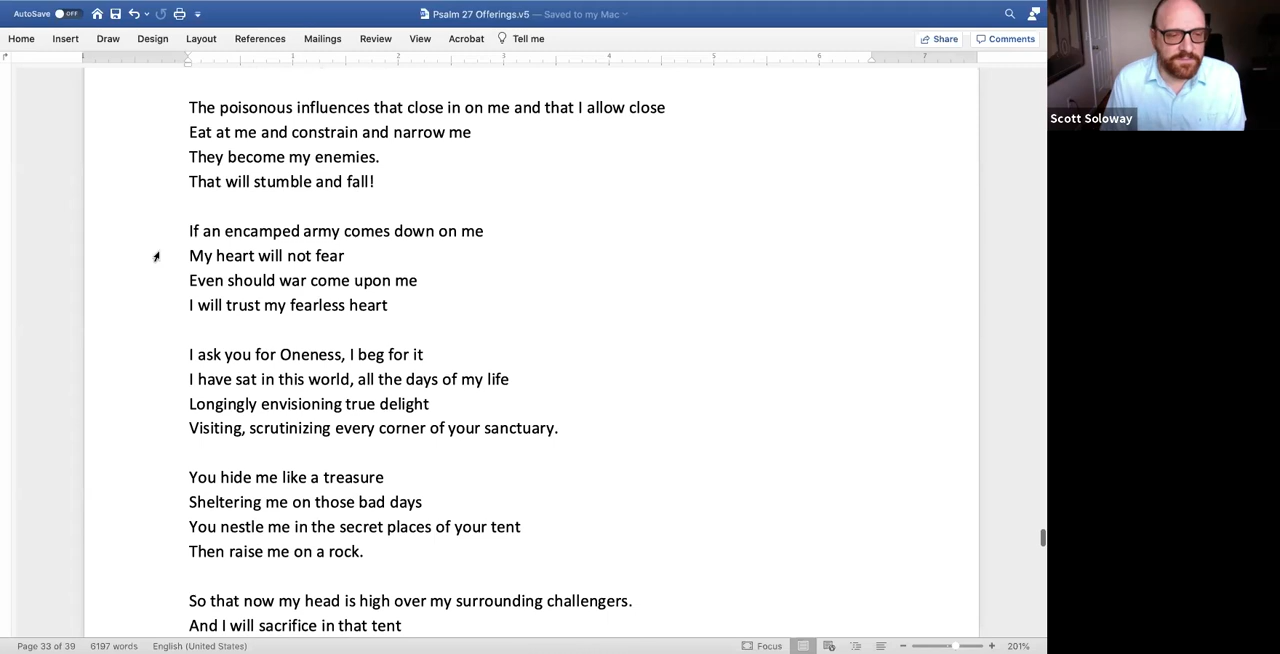 AutoSave OFF Psalm 27 Offerings.v5 — Saved to my Mac
Home Insert Draw Design Layout References Mailings Review View Acrobat Tell me Share Comments
1 2 3 4 5 6 7
The poisonous influences that close in on me and that I allow close
Eat at me and constrain and narrow me
They become my enemies.
That will stumble and fall!
If an encamped army comes down on me
My heart will not fear
Even should war come upon me
I will trust my fearless heart
I ask you for Oneness, I beg for it
I have sat in this world, all the days of my life
Longingly envisioning true delight
Visiting, scrutinizing every corner of your sanctuary.
You hide me like a treasure
Sheltering me on those bad days
You nestle me in the secret places of your tent
Then raise me on a rock.
So that now my head is high over my surrounding challengers.
And I will sacrifice in that tent
Page 33 of 39 6197 words English (United States) Focus 201%
Scott Soloway